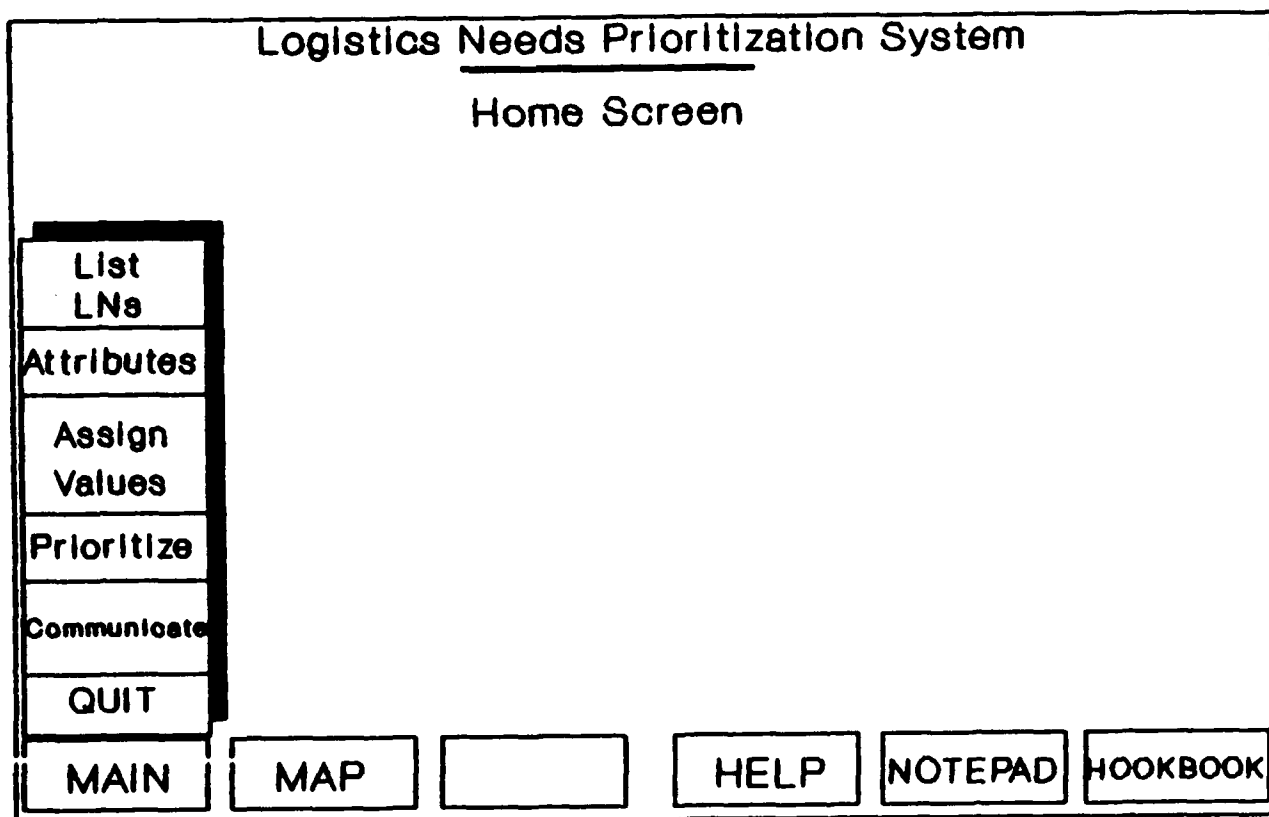 Logistics Needs Prioritization System
Home Screen
List
LNs
Attributes
Assign
Values
Prioritize
Communicate
QUIT
MAIN MAP HELP NOTEPAD HOOKBOOK